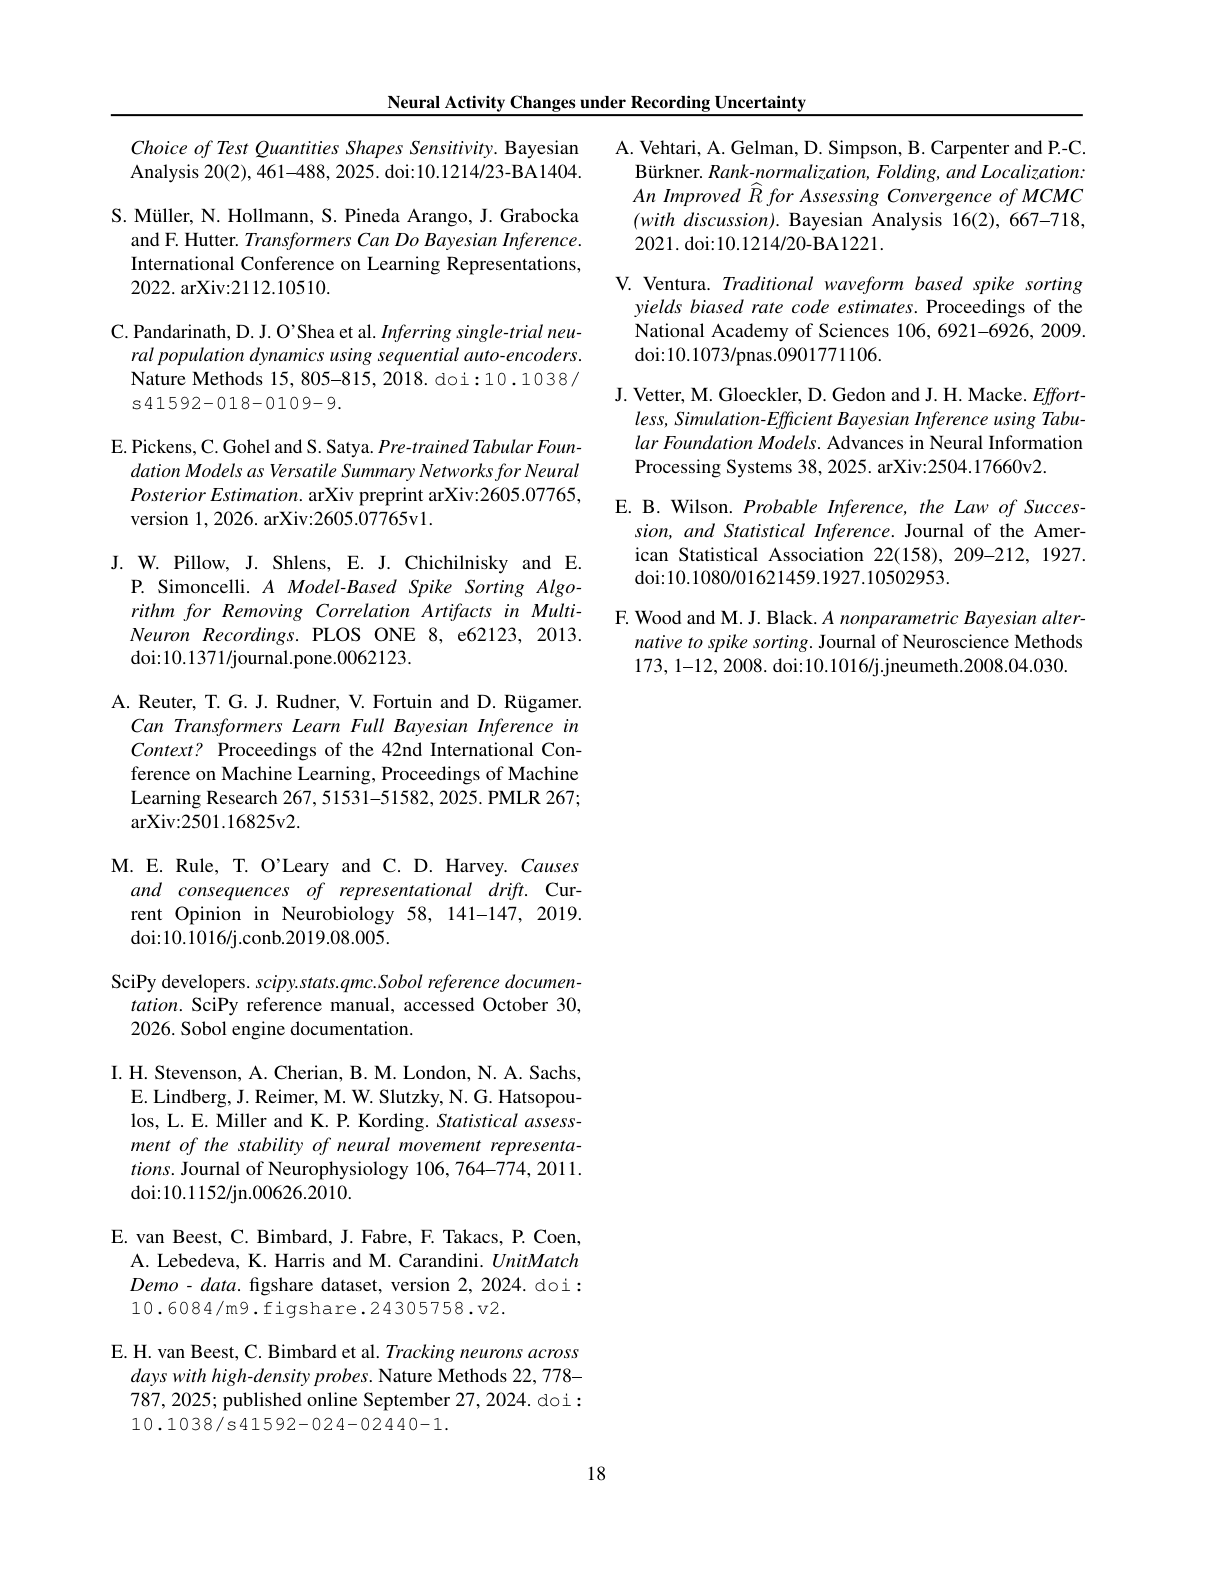 Neural Activity Changes under Recording Uncertainty
Choice of Test Quantities Shapes Sensitivity. Bayesian
Analysis 20(2), 461–488, 2025. doi:10.1214/23-BA1404.
S. Müller, N. Hollmann, S. Pineda Arango, J. Grabocka
and F. Hutter. Transformers Can Do Bayesian Inference.
International Conference on Learning Representations,
2022. arXiv:2112.10510.
C. Pandarinath, D. J. O'Shea et al. Inferring single-trial neu-
ral population dynamics using sequential auto-encoders.
Nature Methods 15, 805–815, 2018. doi:10.1038/
s41592-018-0109-9.
E. Pickens, C. Gohel and S. Satya. Pre-trained Tabular Foun-
dation Models as Versatile Summary Networks for Neural
Posterior Estimation. arXiv preprint arXiv:2605.07765,
version 1, 2026. arXiv:2605.07765v1.
J. W. Pillow, J. Shlens, E. J. Chichilnisky and E.
P. Simoncelli. A Model-Based Spike Sorting Algo-
rithm for Removing Correlation Artifacts in Multi-
Neuron Recordings. PLOS ONE 8, e62123, 2013.
doi:10.1371/journal.pone.0062123.
A. Reuter, T. G. J. Rudner, V. Fortuin and D. Rügamer.
Can Transformers Learn Full Bayesian Inference in
Context? Proceedings of the 42nd International Con-
ference on Machine Learning, Proceedings of Machine
Learning Research 267, 51531–51582, 2025. PMLR 267;
arXiv:2501.16825v2.
M. E. Rule, T. O'Leary and C. D. Harvey. Causes
and consequences of representational drift. Cur-
rent Opinion in Neurobiology 58, 141–147, 2019.
doi:10.1016/j.conb.2019.08.005.
SciPy developers. scipy.stats.qmc.Sobol reference documen-
tation. SciPy reference manual, accessed October 30,
2026. Sobol engine documentation.
I. H. Stevenson, A. Cherian, B. M. London, N. A. Sachs,
E. Lindberg, J. Reimer, M. W. Slutzky, N. G. Hatsopou-
los, L. E. Miller and K. P. Kording. Statistical assess-
ment of the stability of neural movement representa-
tions. Journal of Neurophysiology 106, 764–774, 2011.
doi:10.1152/jn.00626.2010.
E. van Beest, C. Bimbard, J. Fabre, F. Takacs, P. Coen,
A. Lebedeva, K. Harris and M. Carandini. UnitMatch
Demo - data. figshare dataset, version 2, 2024. doi:
10.6084/m9.figshare.24305758.v2.
E. H. van Beest, C. Bimbard et al. Tracking neurons across
days with high-density probes. Nature Methods 22, 778–
787, 2025; published online September 27, 2024. doi:
10.1038/s41592-024-02440-1.
A. Vehtari, A. Gelman, D. Simpson, B. Carpenter and P.-C.
Bürkner. Rank-normalization, Folding, and Localization:
An Improved R̂ for Assessing Convergence of MCMC
(with discussion). Bayesian Analysis 16(2), 667–718,
2021. doi:10.1214/20-BA1221.
V. Ventura. Traditional waveform based spike sorting
yields biased rate code estimates. Proceedings of the
National Academy of Sciences 106, 6921–6926, 2009.
doi:10.1073/pnas.0901771106.
J. Vetter, M. Gloeckler, D. Gedon and J. H. Macke. Effort-
less, Simulation-Efficient Bayesian Inference using Tabu-
lar Foundation Models. Advances in Neural Information
Processing Systems 38, 2025. arXiv:2504.17660v2.
E. B. Wilson. Probable Inference, the Law of Succes-
sion, and Statistical Inference. Journal of the Amer-
ican Statistical Association 22(158), 209–212, 1927.
doi:10.1080/01621459.1927.10502953.
F. Wood and M. J. Black. A nonparametric Bayesian alter-
native to spike sorting. Journal of Neuroscience Methods
173, 1–12, 2008. doi:10.1016/j.jneumeth.2008.04.030.
18